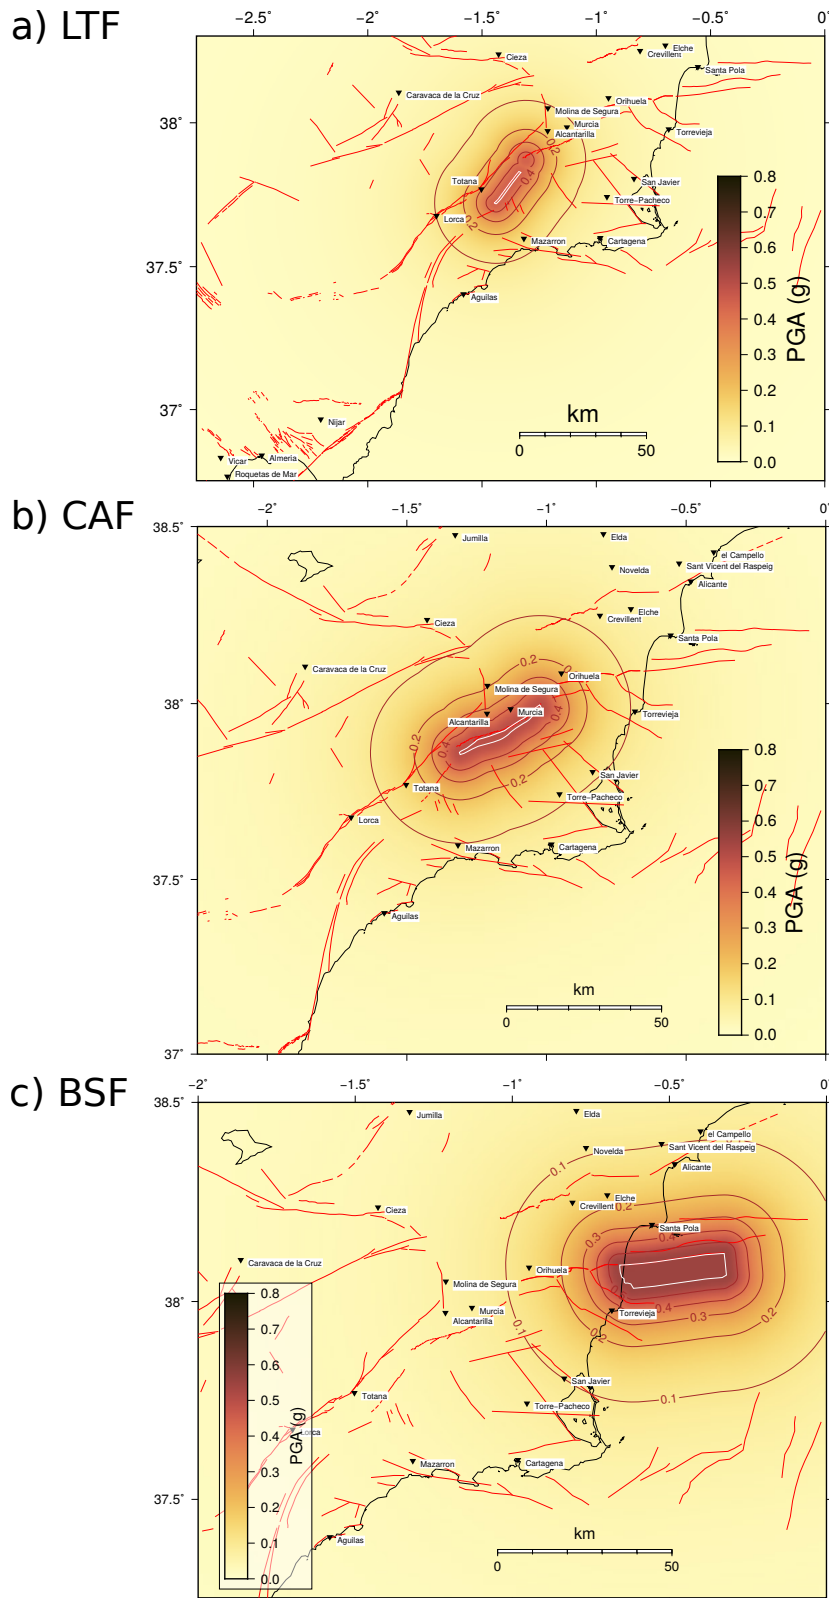 a) LTF
−2.5° −2° −1.5° −1° −0.5° 0°
Elche
Crevillent
Cieza
Santa Pola
Caravaca de la Cruz
Orihuela
Molina de Segura
38°
Murcia
Torrevieja
Alcantarilla
0.2
0.4
Totana
San Javier
0.8
Torre−Pacheco
Lorca
0.2
0.7
Mazarron
Cartagena
0.6
37.5°
0.5
Aguilas
PGA (g)
0.4
0.3
37°
km
0.2
Nijar
0 50
0.1
Vicar
Almeria
0.0
Roquetas de Mar
b) CAF
−2° −1.5° −1° −0.5° 0°
38.5°
Jumilla
Elda
el Campello
Sant Vicent del Raspeig
Novelda
Alicante
Elche
Crevillent
Cieza
Santa Pola
0.2
Caravaca de la Cruz
Orihuela
Molina de Segura
38°
Murcia
0.4
Torrevieja
Alcantarilla
0.2
0.4
San Javier
0.2
Totana
Torre−Pacheco
0.8
Lorca
0.7
Mazarron
Cartagena
0.6
37.5°
0.5
Aguilas
PGA (g)
0.4
0.3
km
0.2
0 50
0.1
37°
0.0
c) BSF
−2° −1.5° −1° −0.5° 0°
38.5°
Jumilla
Elda
el Campello
Sant Vicent del Raspeig
Novelda
0.1
Alicante
Elche
Crevillent
0.2
Cieza
Santa Pola
0.3
0.4
Caravaca de la Cruz
Orihuela
Molina de Segura
0.8
38°
Murcia
0.4
Torrevieja
0.3
0.2
Alcantarilla
0.1
0.2
0.7
0.6
San Javier
Totana
0.1
Torre−Pacheco
0.5
Lorca
PGA (g)
0.4
Mazarron
Cartagena
0.3
37.5°
0.2
km
Aguilas
0.1
0 50
0.0